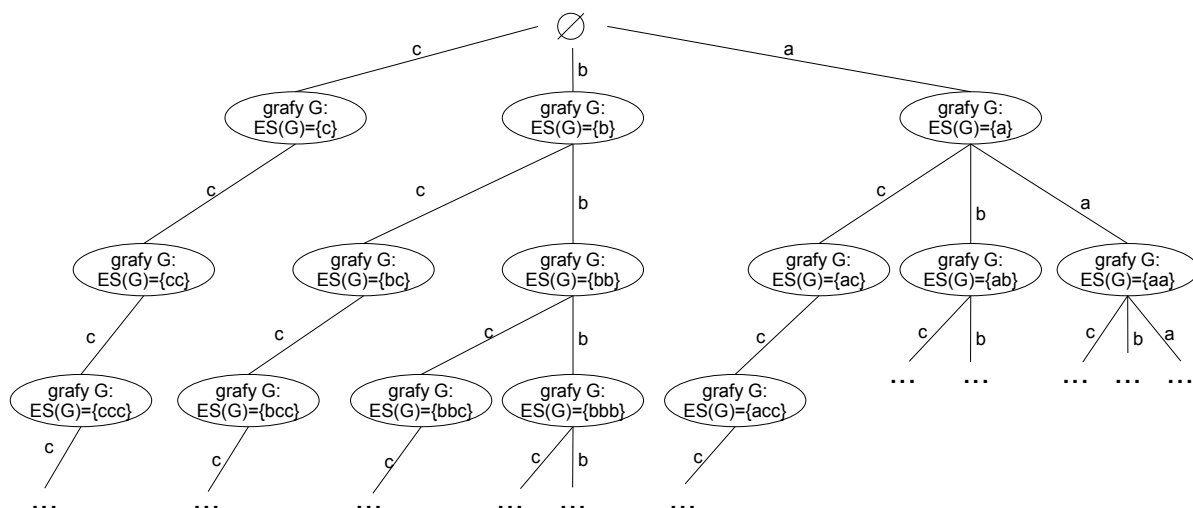 ∅
c
b
a
grafy G:
ES(G)={c}
grafy G:
ES(G)={b}
grafy G:
ES(G)={a}
c
c
b
c
b
a
grafy G:
ES(G)={cc}
grafy G:
ES(G)={bc}
grafy G:
ES(G)={bb}
grafy G:
ES(G)={ac}
grafy G:
ES(G)={ab}
grafy G:
ES(G)={aa}
c
c
c
b
c
c
b
c
b
a
... ... ... ... ...
grafy G:
ES(G)={ccc}
grafy G:
ES(G)={bcc}
grafy G:
ES(G)={bbc}
grafy G:
ES(G)={bbb}
grafy G:
ES(G)={acc}
c
c
c
c
b
c
... ... ... ... ... ...